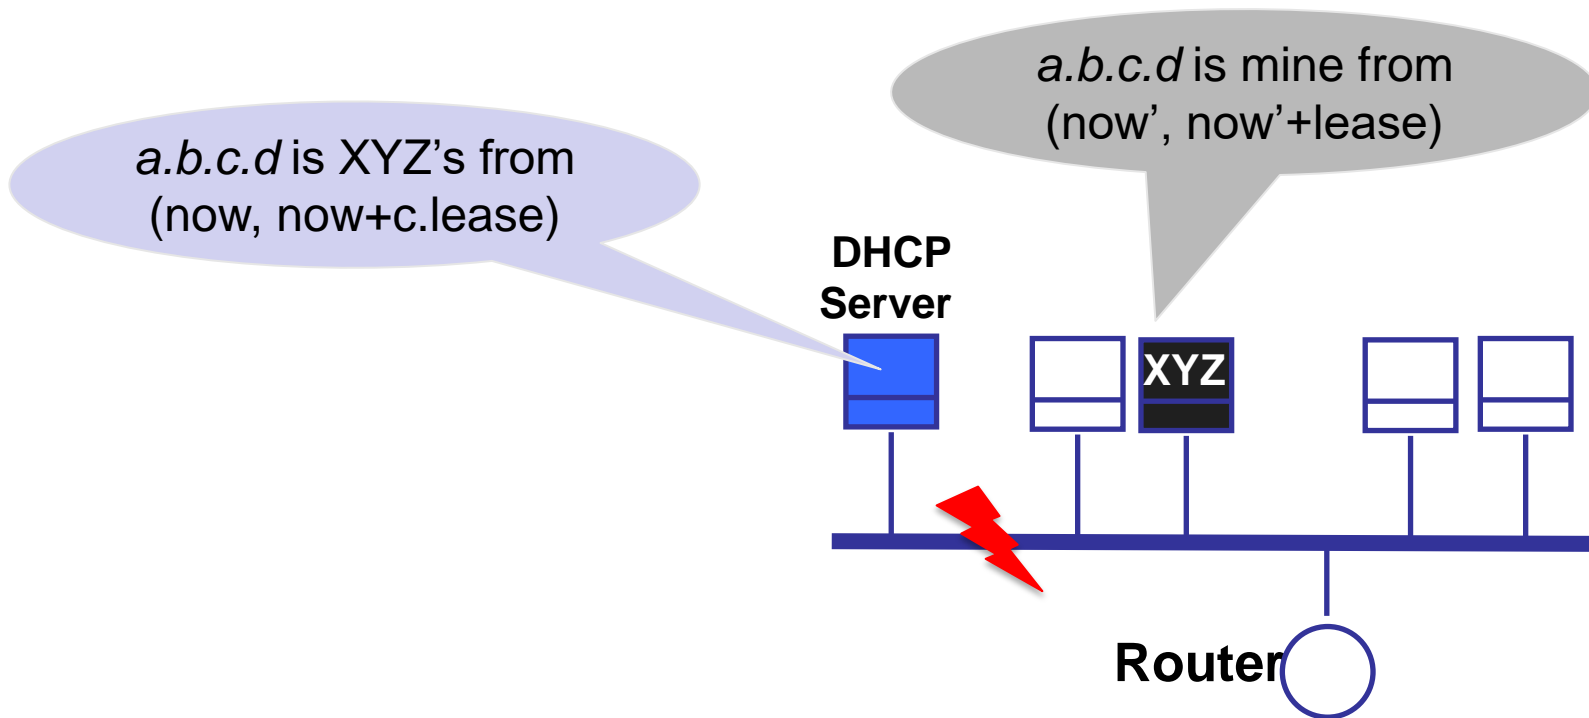 a.b.c.d is mine from
(now’, now’+lease)
a.b.c.d is XYZ’s from
(now, now+c.lease)
DHCP
Server
XYZ
Router